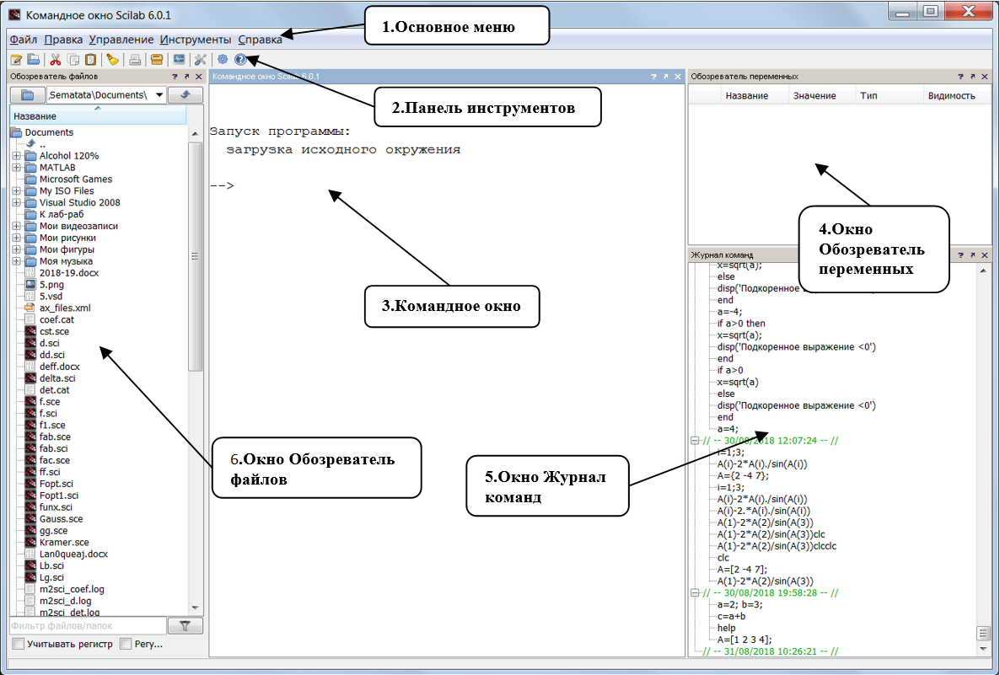 Командное окно Scilab 6.0.1
Файл Правка Управление Инструменты Справка
1.Основное меню
Обозреватель файлов
? ↗ ✕
Sematata\Documents\
Название
Documents
..
Alcohol 120%
MATLAB
Microsoft Games
My ISO Files
Visual Studio 2008
К лаб-раб
Мои видеозаписи
Мои рисунки
Мои фигуры
Моя музыка
2018-19.docx
5.png
5.vsd
ax_files.xml
coef.cat
cst.sce
d.sci
dd.sci
deff.docx
delta.sci
det.cat
f.sce
f.sci
f1.sce
fab.sce
fab.sci
fac.sce
ff.sci
Fopt.sci
Fopt1.sci
funx.sci
Gauss.sce
gg.sce
Kramer.sce
Lan0queaj.docx
Lb.sci
Lg.sci
m2sci_coef.log
m2sci_d.log
m2sci_det.log
Фильтр файлов/папок
Учитывать регистр Регу...
Командное окно Scilab 6.0.1
? ↗ ✕
2.Панель инструментов
Запуск программы:
загрузка исходного окружения
-->
3.Командное окно
6.Окно Обозреватель
файлов
5.Окно Журнал
команд
Обозреватель переменных
? ↗ ✕
Название Значение Тип Видимость
4.Окно
Обозреватель
переменных
Журнал команд
? ↗ ✕
x=sqrt(a);
else
disp('Подкоренное
end
a=-4;
if a>0 then
x=sqrt(a);
disp('Подкоренное выражение <0')
end
if a>0
x=sqrt(a)
else
disp('Подкоренное выражение <0')
end
a=4;
// -- 30/08/2018 12:07:24 -- //
i=1;3;
A(i)-2*A(i)./sin(A(i))
A={2 -4 7};
i=1;3;
A(i)-2*A(i)./sin(A(i))
A(i)-2.*A(i)./sin(A(i))
A(1)-2*A(2)/sin(A(3))
A(1)-2*A(2)/sin(A(3))clc
A(1)-2*A(2)/sin(A(3))clcclc
clc
A=[2 -4 7];
A(1)-2*A(2)/sin(A(3))
// -- 30/08/2018 19:58:28 -- //
a=2; b=3;
c=a+b
help
A=[1 2 3 4];
// -- 31/08/2018 10:26:21 -- //